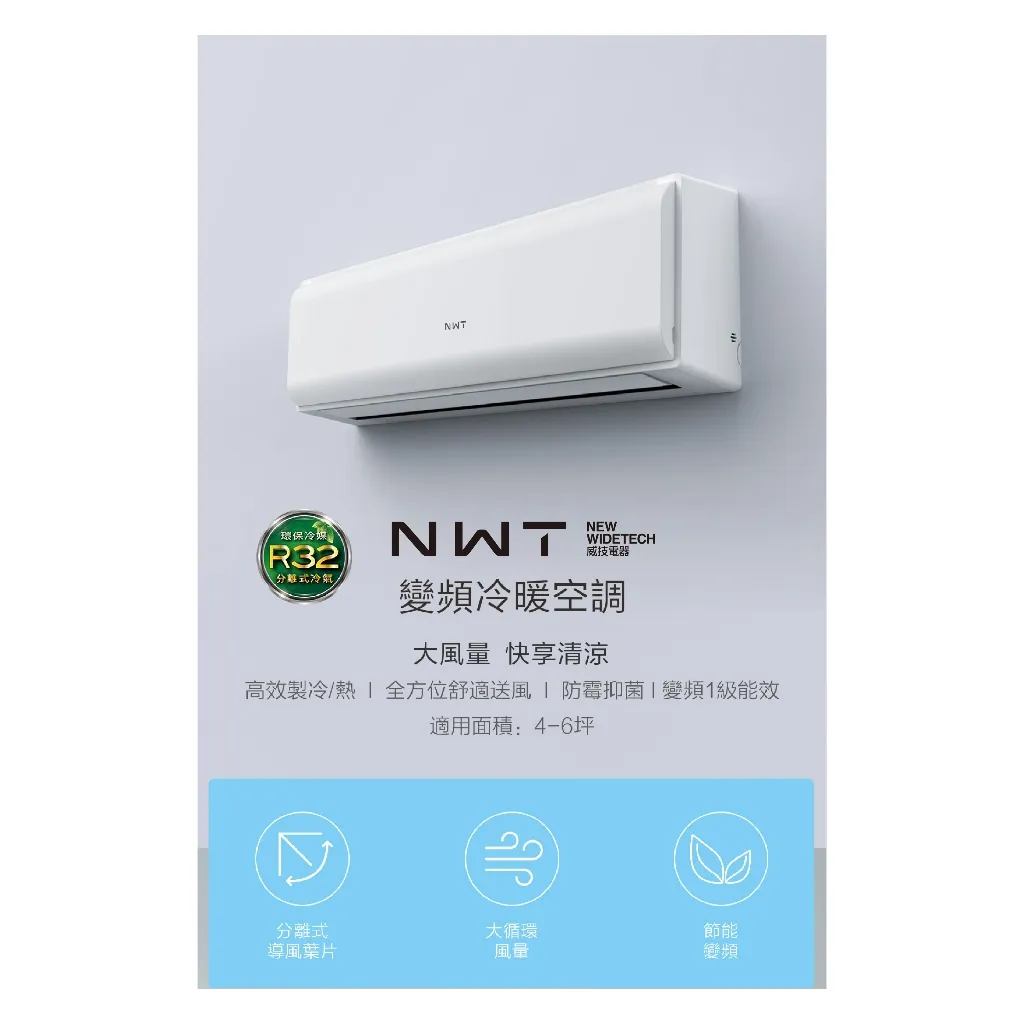 NWT
環保冷媒
R32
分離式冷氣
NWT
NEW
WIDETECH
威技電器
變頻冷暖空調
大風量 快享清涼
高效製冷/熱 | 全方位舒適送風 | 防霉抑菌 | 變頻1級能效
適用面積：4-6坪
分離式
導風葉片
大循環
風量
節能
變頻